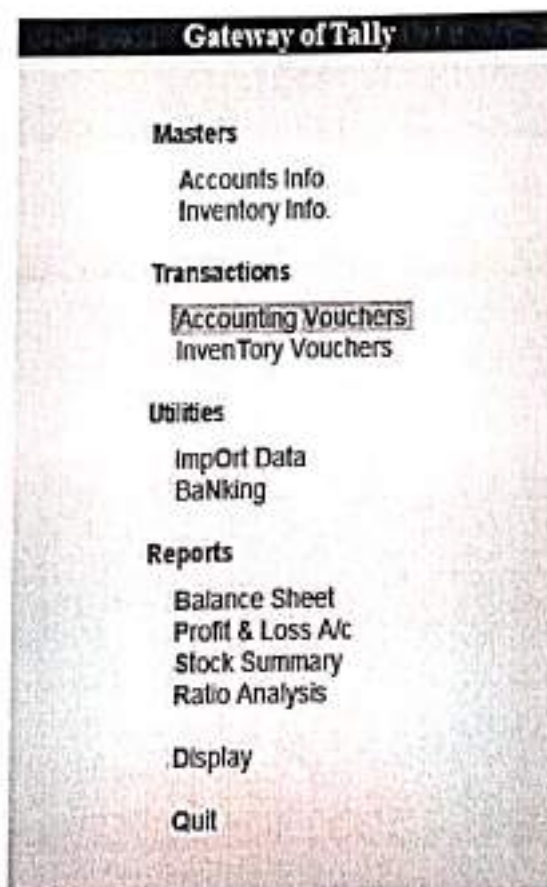 Gateway of Tally
Masters
Accounts Info.
Inventory Info.
Transactions
Accounting Vouchers
InvenTory Vouchers
Utilities
ImpOrt Data
BaNking
Reports
Balance Sheet
Profit & Loss A/c
Stock Summary
Ratio Analysis
Display
Quit